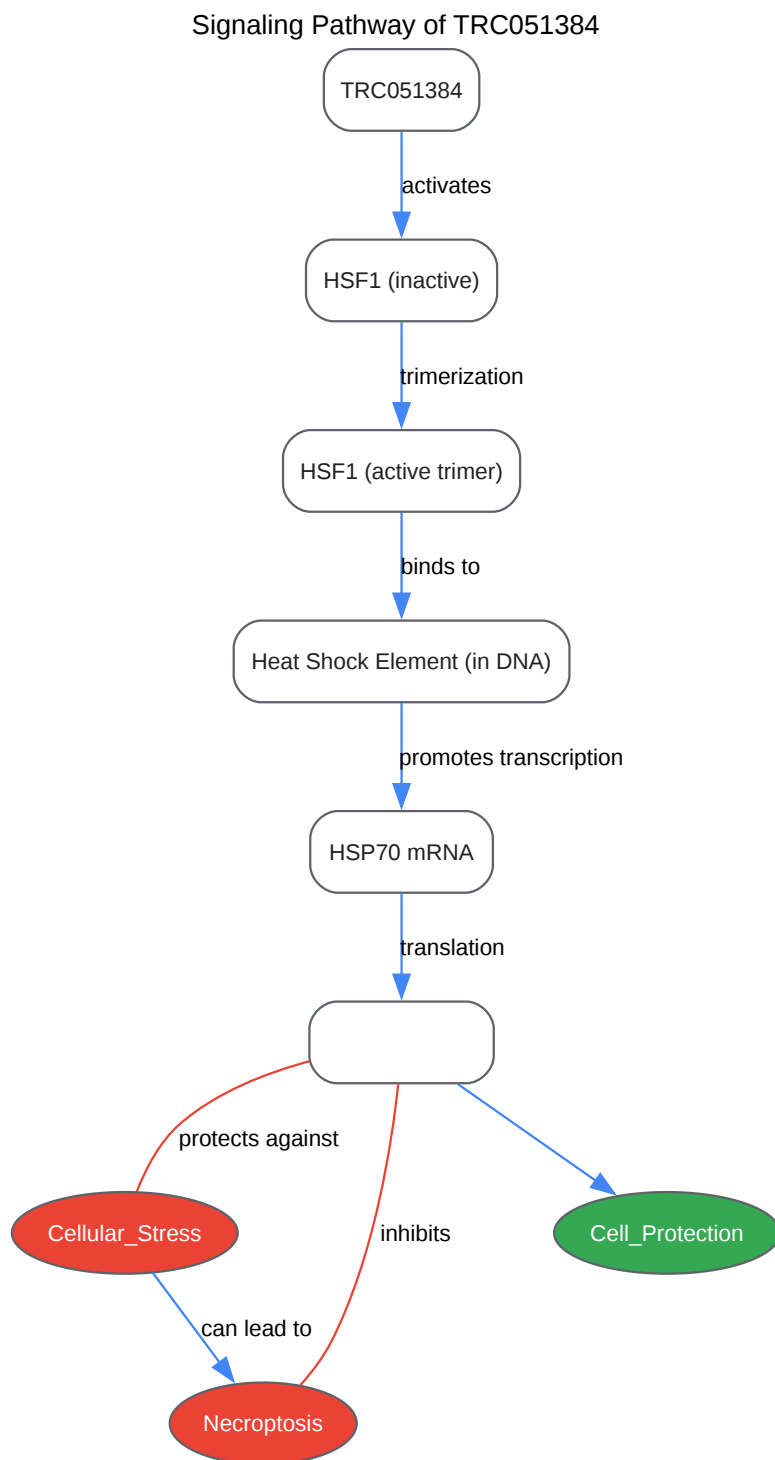 Signaling Pathway of TRC051384
TRC051384
activates
HSF1 (inactive)
trimerization
HSF1 (active trimer)
binds to
Heat Shock Element (in DNA)
promotes transcription
HSP70 mRNA
translation
protects against
Cellular_Stress
inhibits
Cell_Protection
can lead to
Necroptosis